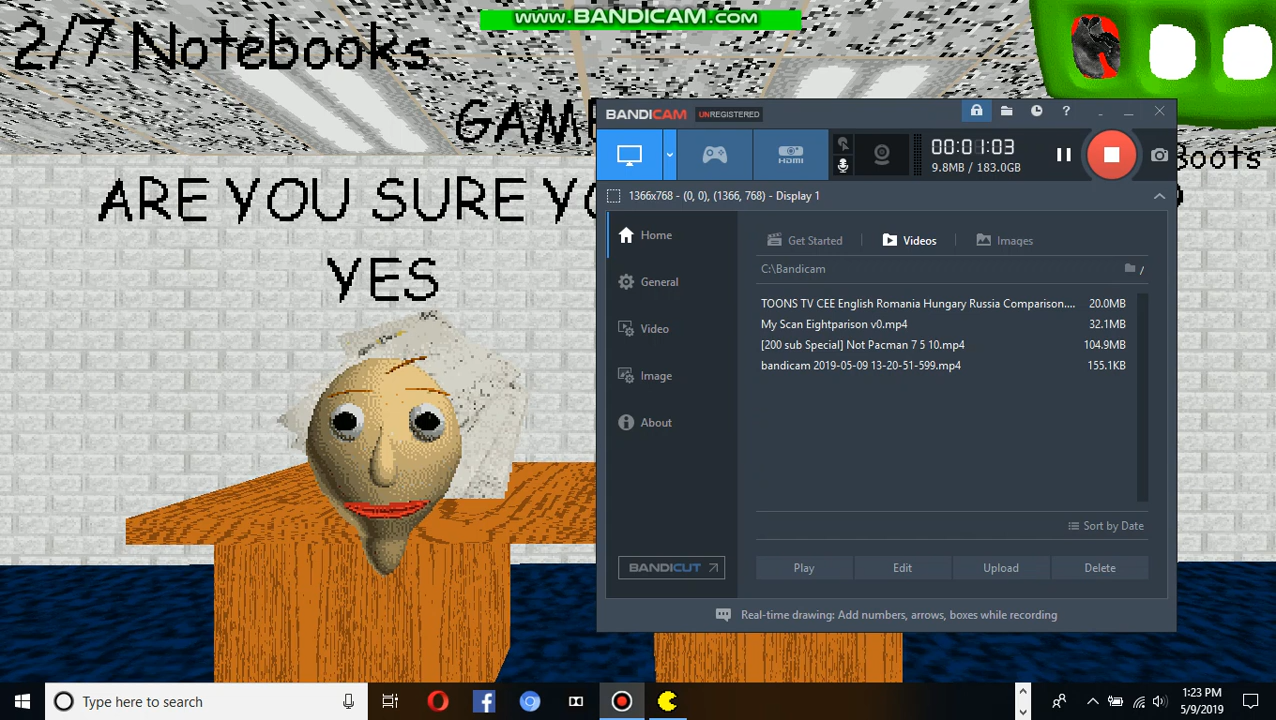 www.BANDICAM.com
2/7 Notebooks
GAME
Boots
ARE YOU SURE YO
YES
BANDICAM UNREGISTERED
?
HDMI
00:01:03
9.8MB / 183.0GB
1366x768 - (0, 0), (1366, 768) - Display 1
Home
General
Video
Image
About
BANDICUT
Get Started
Videos
Images
C:\Bandicam
/
TOONS TV CEE English Romania Hungary Russia Comparison.... 20.0MB
My Scan Eightparison v0.mp4 32.1MB
[200 sub Special] Not Pacman 7 5 10.mp4 104.9MB
bandicam 2019-05-09 13-20-51-599.mp4 155.1KB
Sort by Date
Play Edit Upload Delete
Real-time drawing: Add numbers, arrows, boxes while recording
Type here to search
1:23 PM
5/9/2019